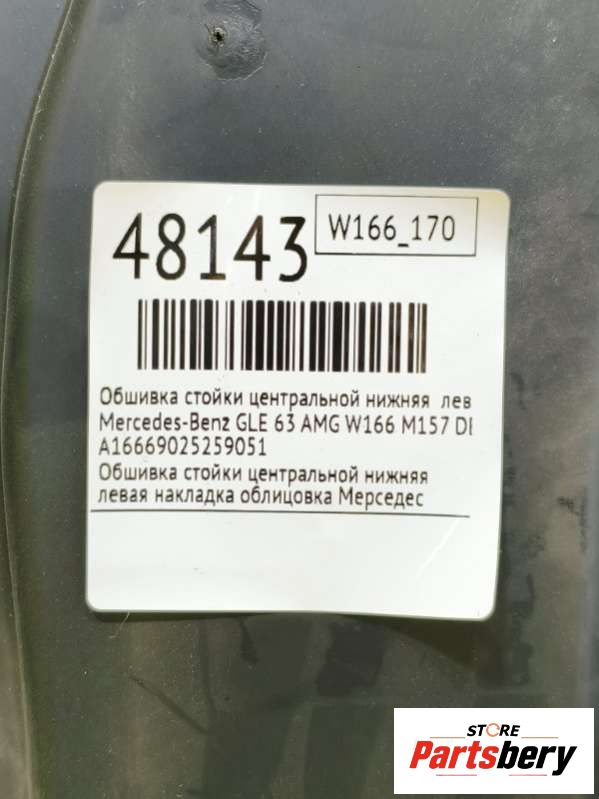 48143
W166_170
Обшивка стойки центральной нижняя лев
Mercedes-Benz GLE 63 AMG W166 M157 DE
A16669025259051
Обшивка стойки центральной нижняя
левая накладка облицовка Мерседес
STORE
Partsbery